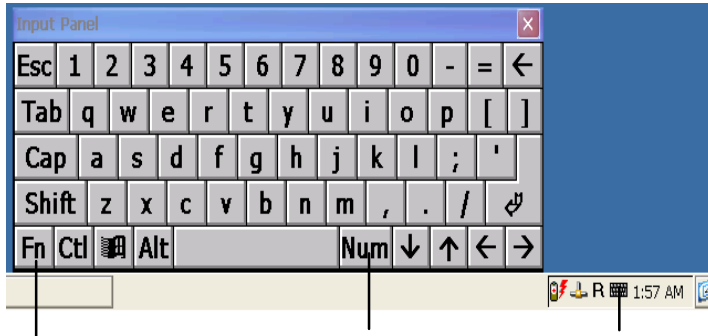 Input Panel
Esc 1 2 3 4 5 6 7 8 9 0 - = ←
Tab q w e r t y u i o p [ ]
Cap a s d f g h j k l ; '
Shift z x c v b n m , . /
Fn Ctl Alt Num ↓ ↑ ← →
R 1:57 AM